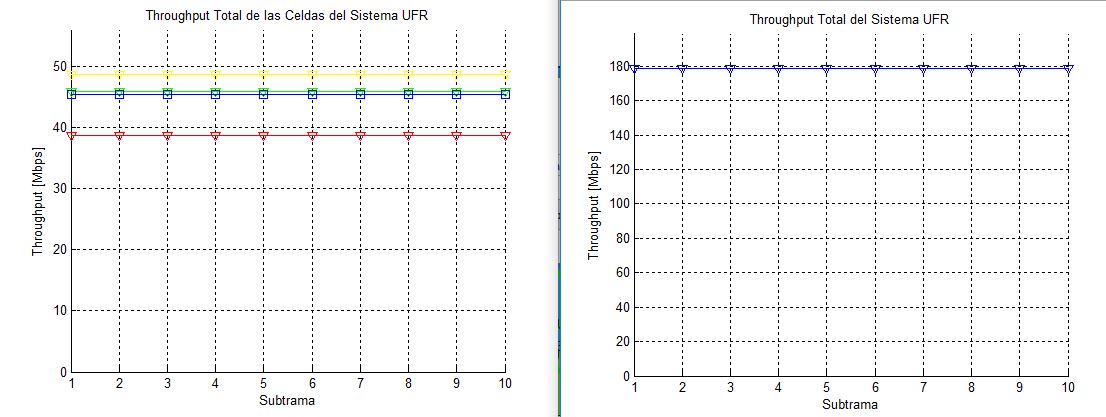 Throughput Total de las Celdas del Sistema UFR
50
40
30
20
10
0
Throughput [Mbps]
1 2 3 4 5 6 7 8 9 10
Subtrama
Throughput Total del Sistema UFR
180
160
140
120
100
80
60
40
20
0
Throughput [Mbps]
1 2 3 4 5 6 7 8 9 10
Subtrama